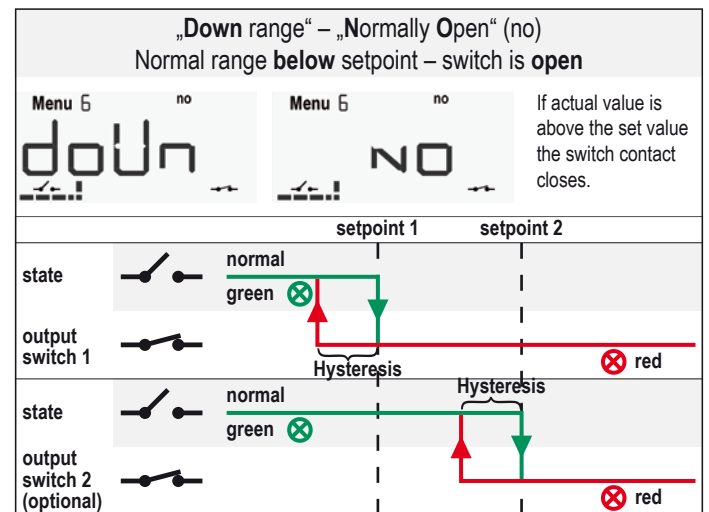 „Down range“ – „Normally Open“ (no)
Normal range below setpoint – switch is open
Menu 6 no
doUn
Menu 6 no
NO
If actual value is
above the set value
the switch contact
closes.
setpoint 1 setpoint 2
state
normal
green
output
switch 1
Hysteresis
red
state
normal
green
Hysteresis
output
switch 2
(optional)
red